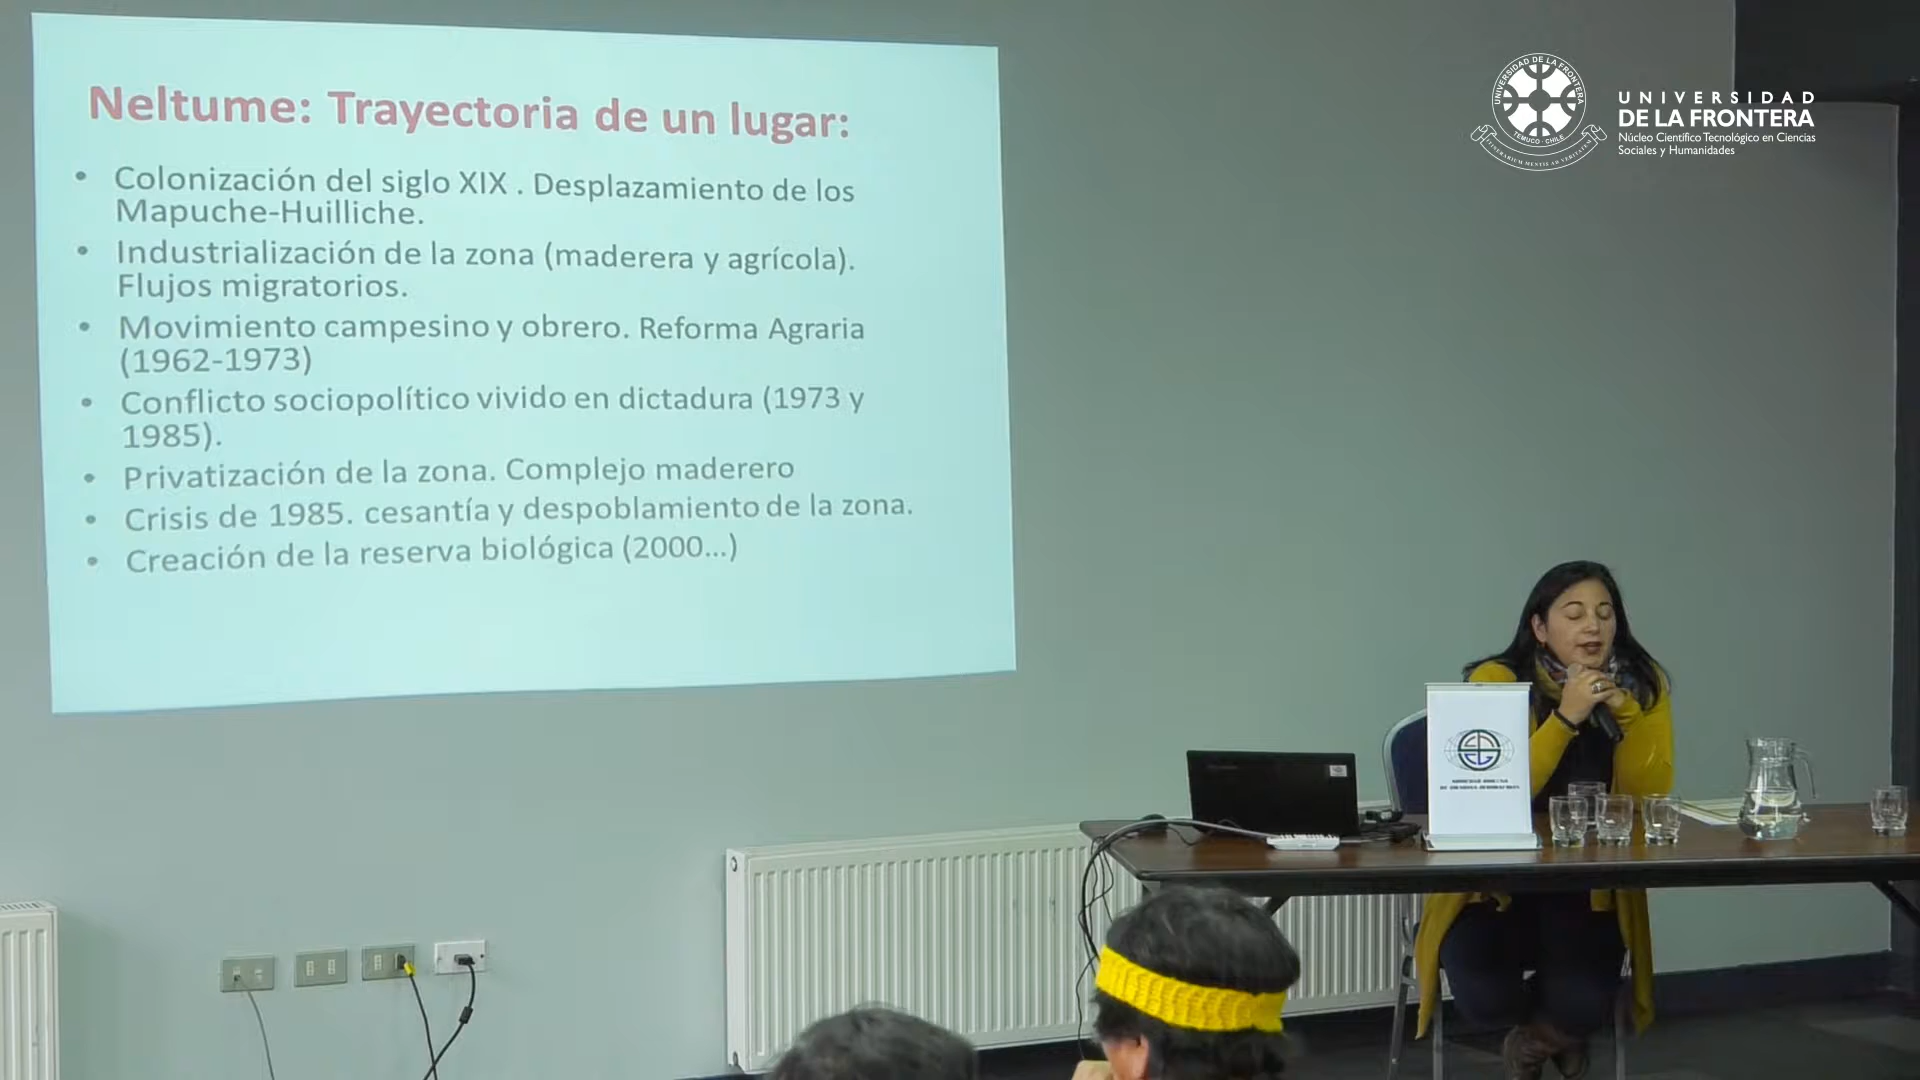 Neltume: Trayectoria de un lugar:
• Colonización del siglo XIX . Desplazamiento de los
Mapuche-Huilliche.
• Industrialización de la zona (maderera y agrícola).
Flujos migratorios.
• Movimiento campesino y obrero. Reforma Agraria
(1962-1973)
• Conflicto sociopolítico vivido en dictadura (1973 y
1985).
• Privatización de la zona. Complejo maderero
• Crisis de 1985. cesantía y despoblamiento de la zona.
• Creación de la reserva biológica (2000...)
UNIVERSIDAD DE LA FRONTERA
TEMUCO - CHILE
UNIVERSIDAD
DE LA FRONTERA
Núcleo Científico Tecnológico en Ciencias
Sociales y Humanidades